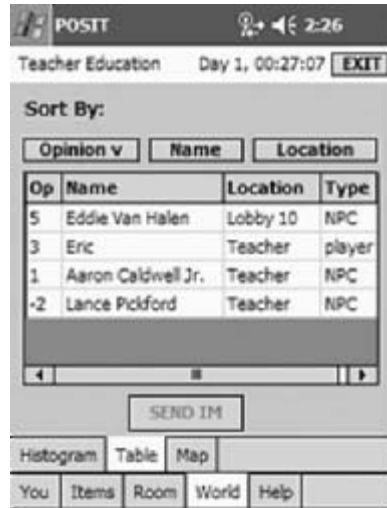 POSIT 2:26
Teacher Education Day 1, 00:27:07 EXIT
Sort By:
Opinion v Name Location
Op Name Location Type
5 Eddie Van Halen Lobby 10 NPC
3 Eric Teacher player
1 Aaron Caldwell Jr. Teacher NPC
-2 Lance Pickford Teacher NPC
SEND IM
Histogram Table Map
You Items Room World Help